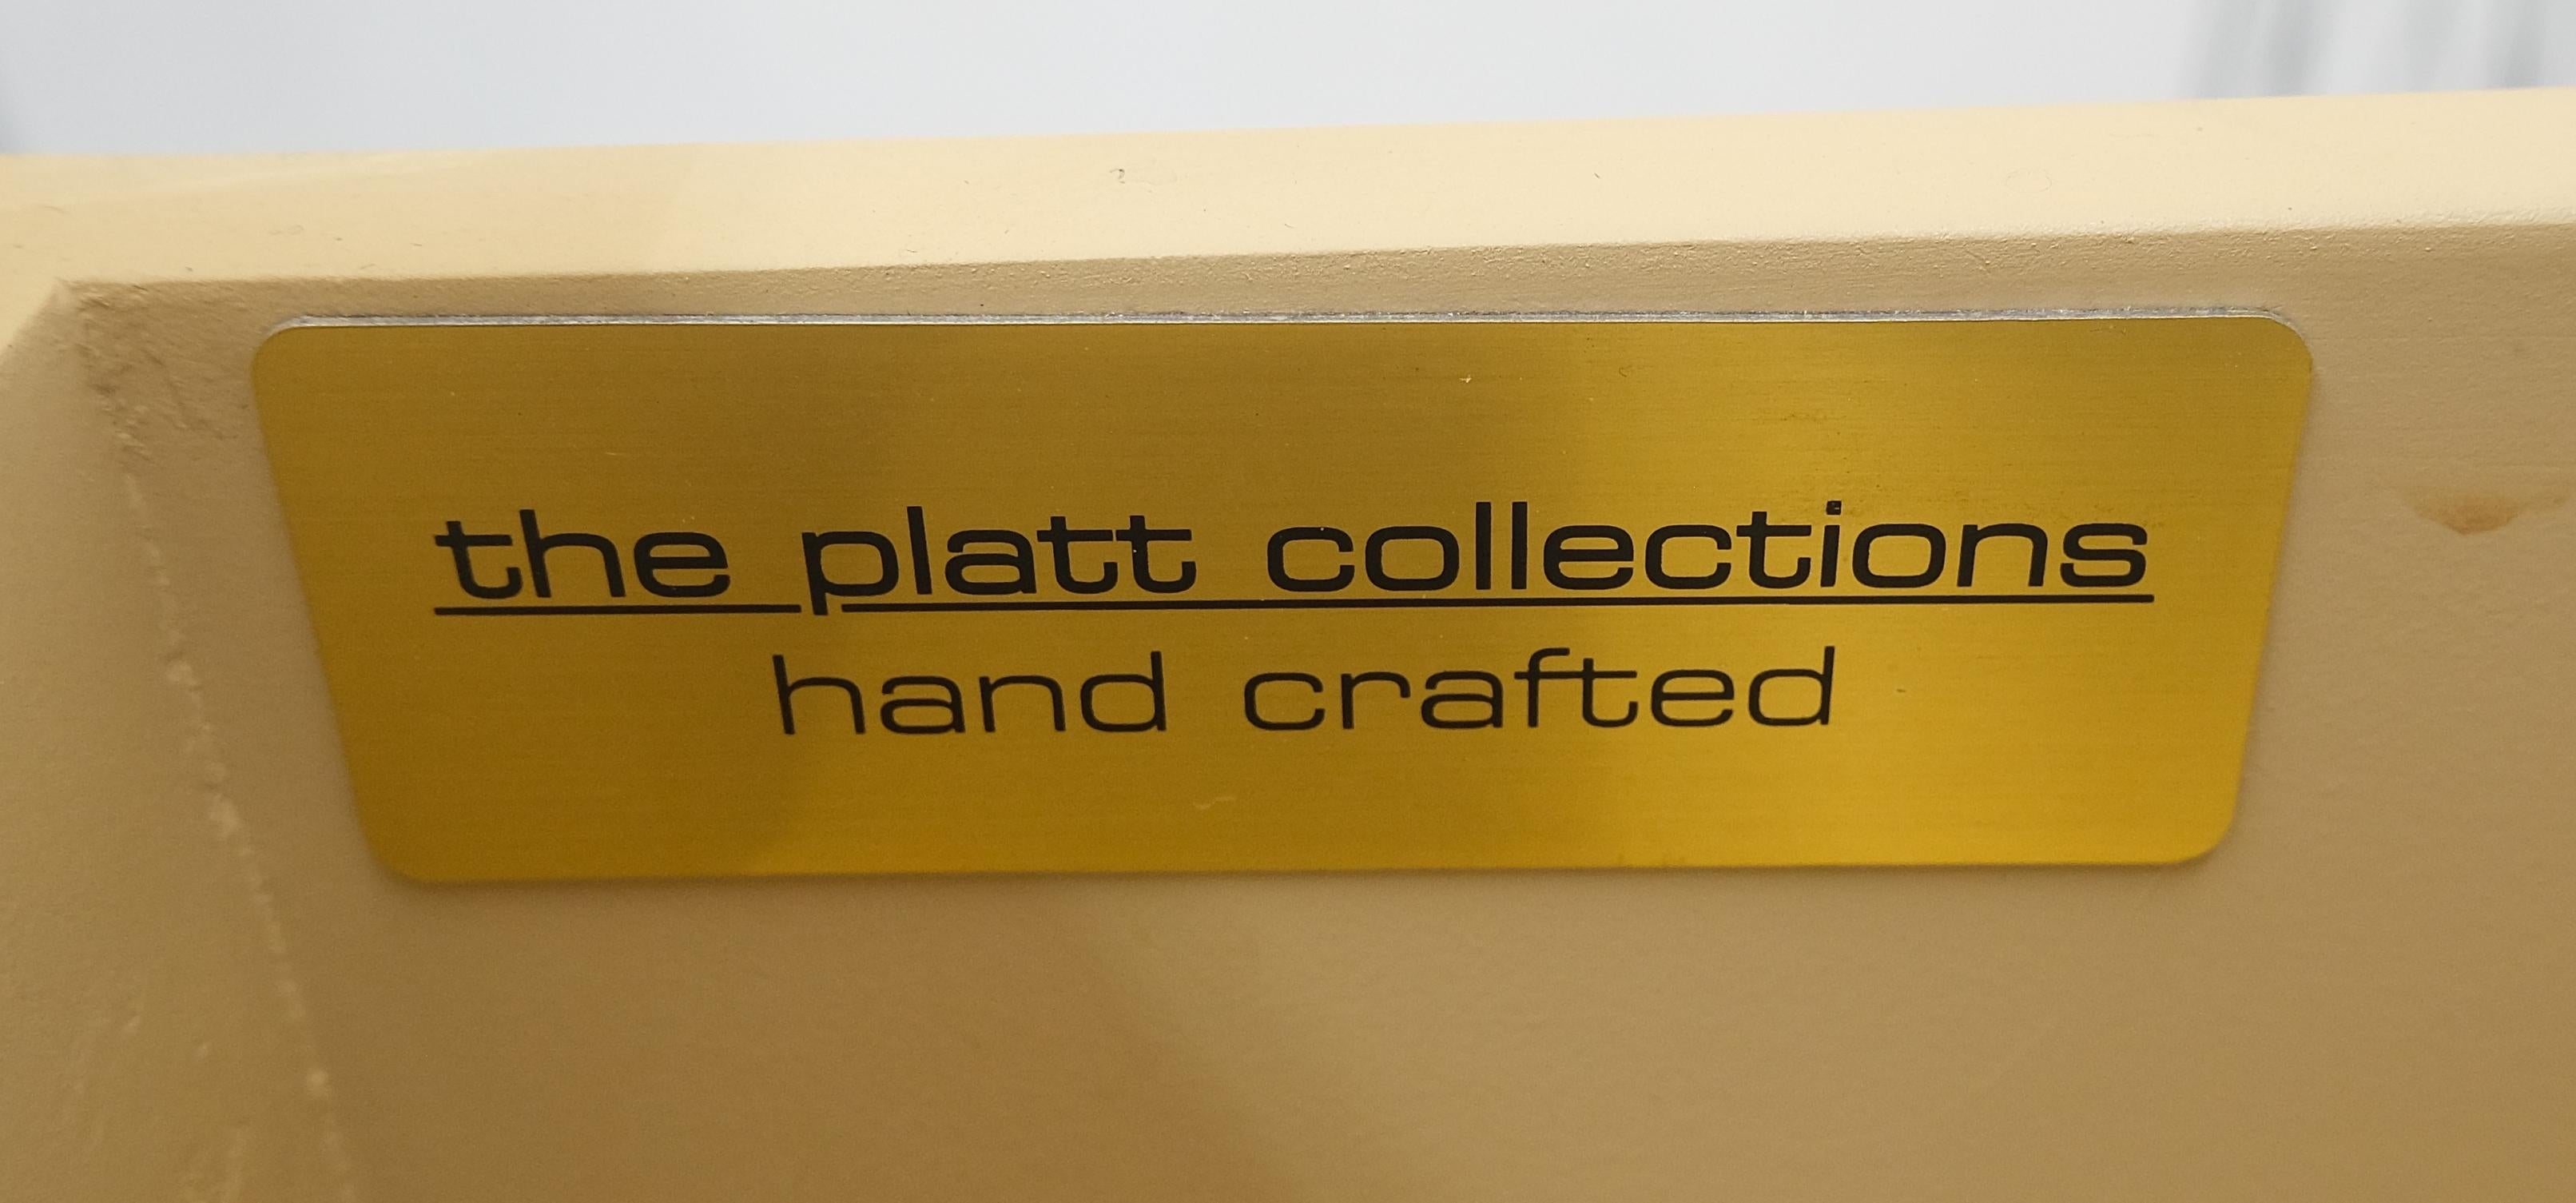 the platt collections
hand crafted